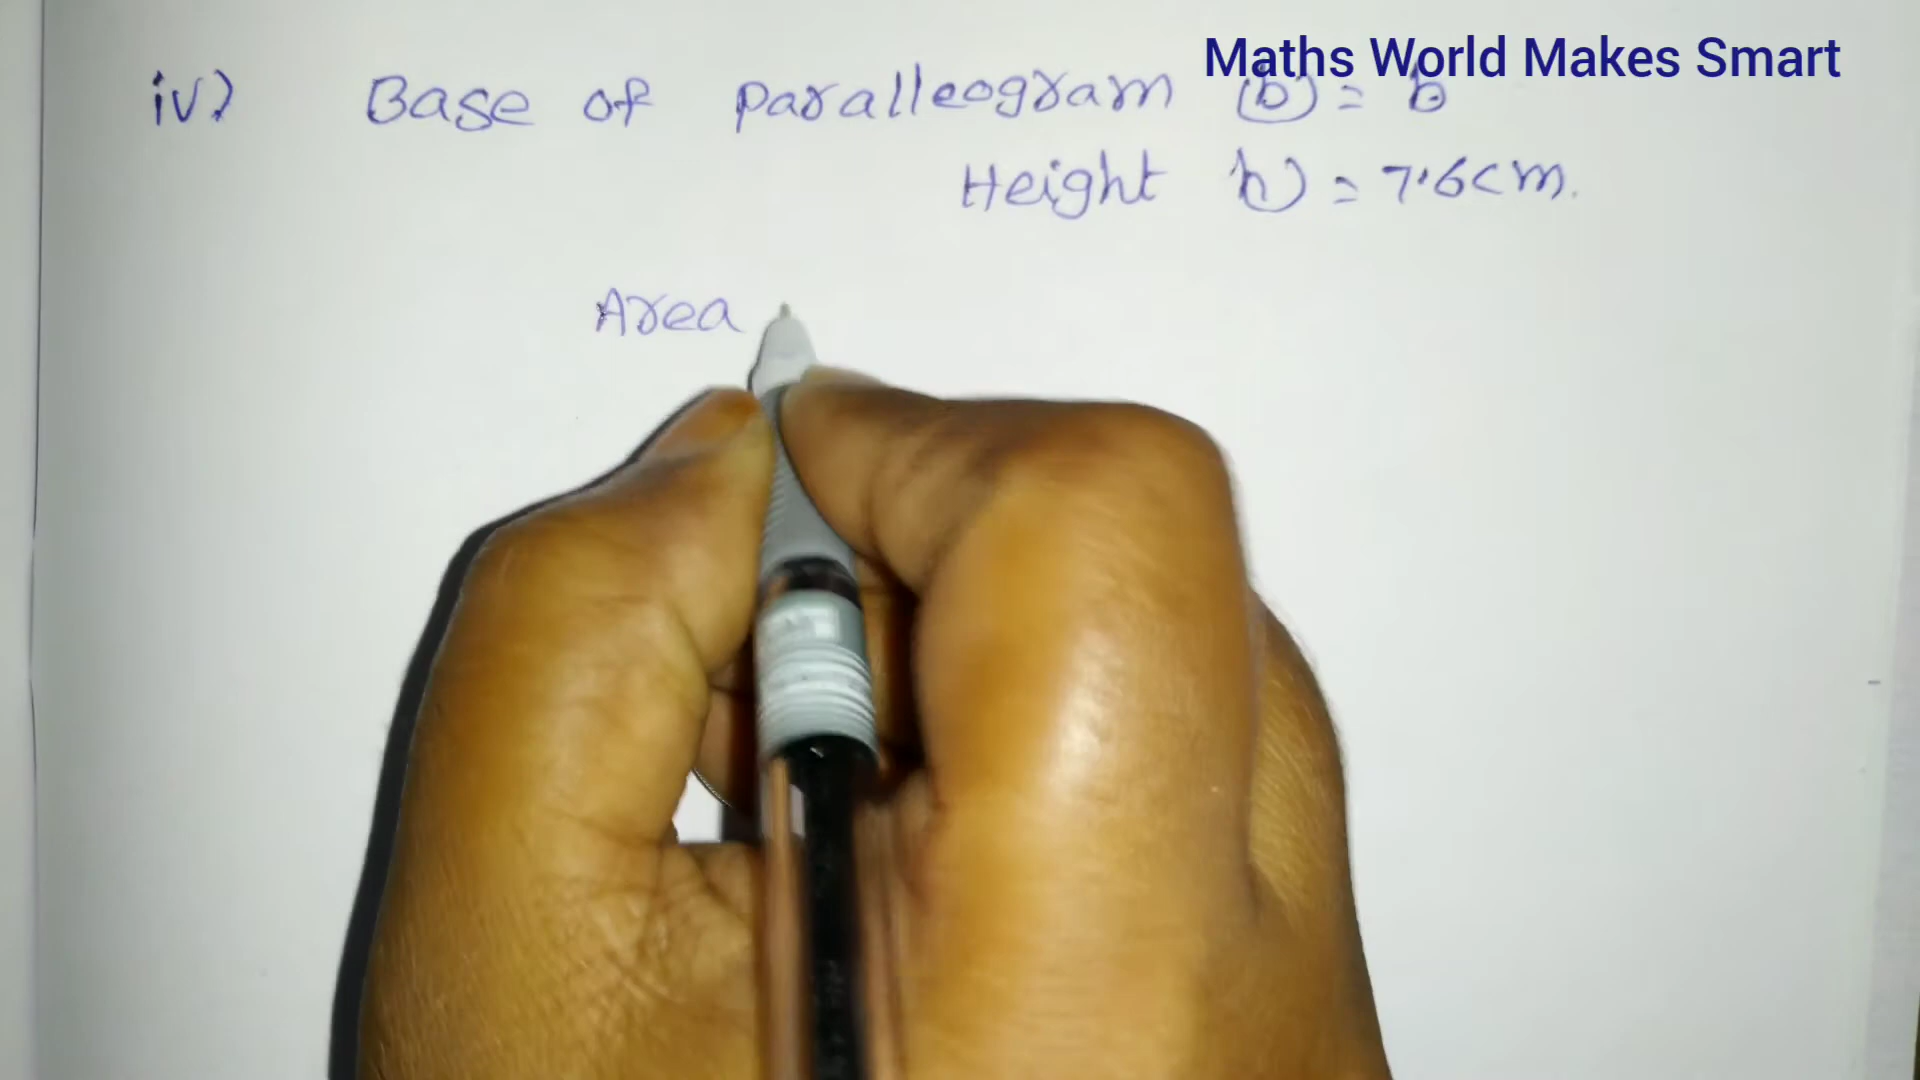 Maths World Makes Smart
iv) Base of paralleogram (b) = b
Height h) = 7.6cm.
Area